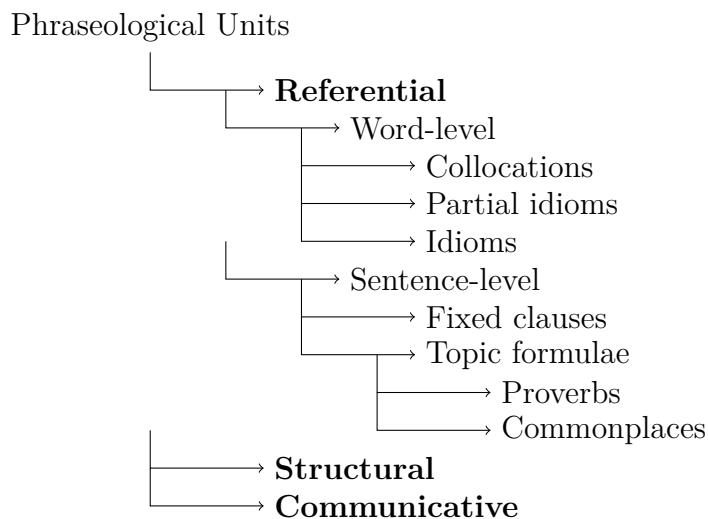 Phraseological Units
Referential
Word-level
Collocations
Partial idioms
Idioms
Sentence-level
Fixed clauses
Topic formulae
Proverbs
Commonplaces
Structural
Communicative